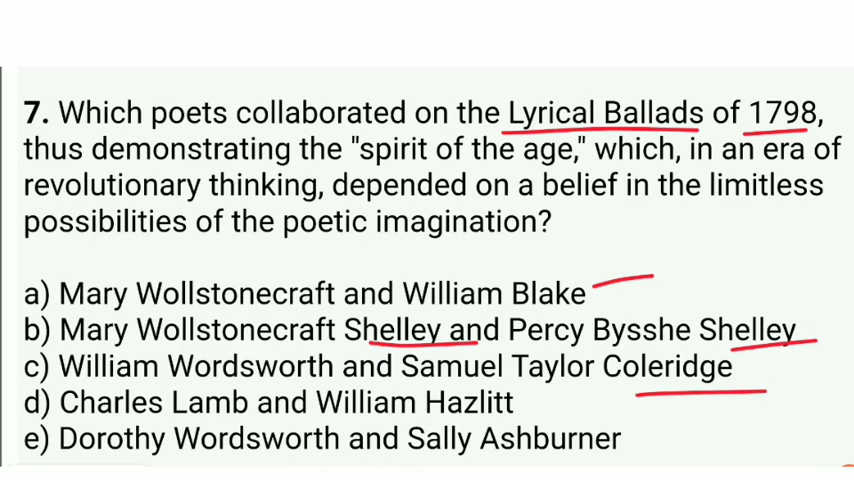 7. Which poets collaborated on the Lyrical Ballads of 1798,
thus demonstrating the "spirit of the age," which, in an era of
revolutionary thinking, depended on a belief in the limitless
possibilities of the poetic imagination?
a) Mary Wollstonecraft and William Blake
b) Mary Wollstonecraft Shelley and Percy Bysshe Shelley
c) William Wordsworth and Samuel Taylor Coleridge
d) Charles Lamb and William Hazlitt
e) Dorothy Wordsworth and Sally Ashburner